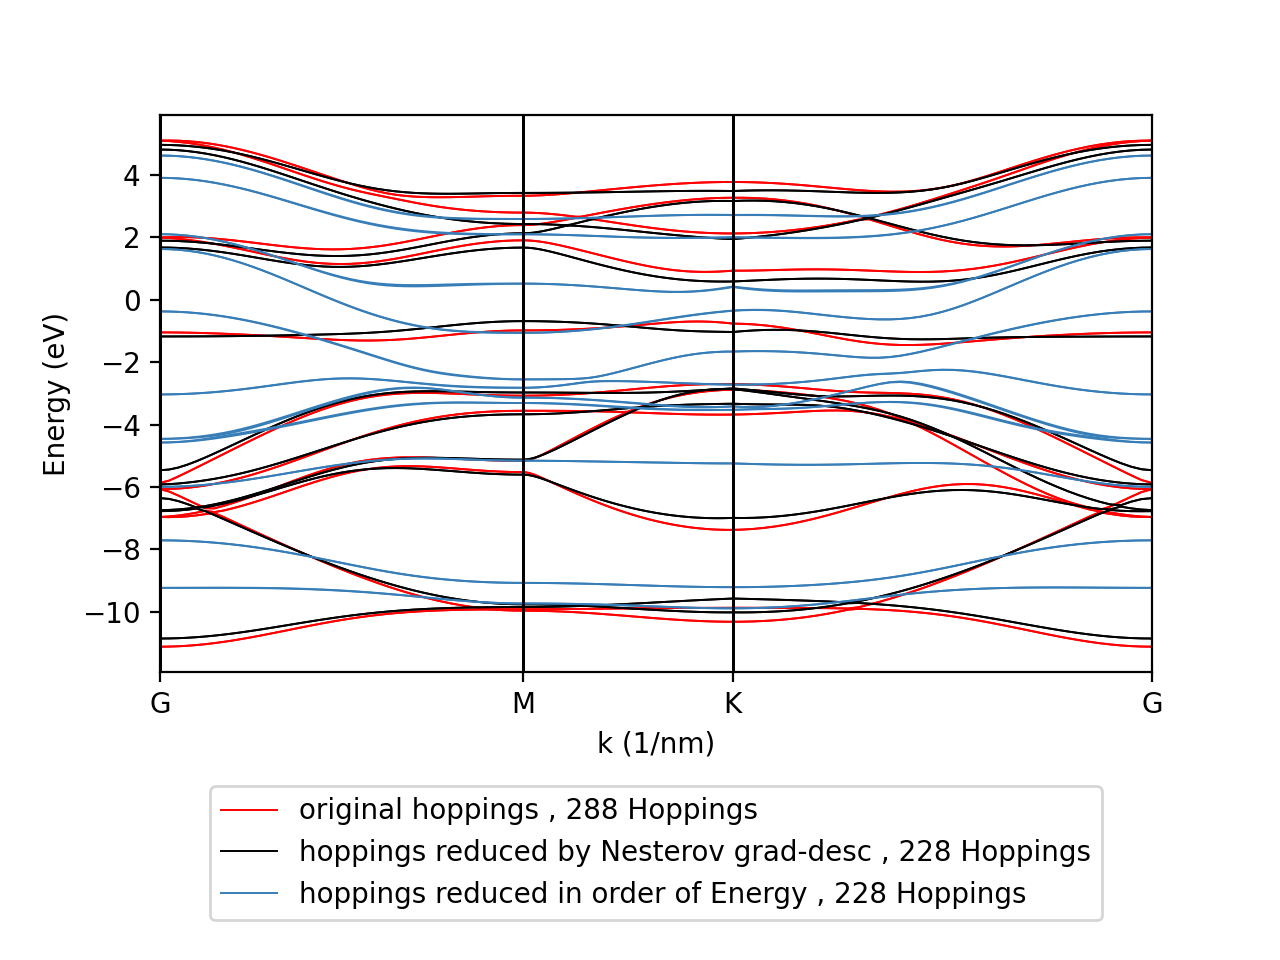 4
2
0
−2
−4
−6
−8
−10
Energy (eV)
G M K G
k (1/nm)
original hoppings , 288 Hoppings
hoppings reduced by Nesterov grad-desc , 228 Hoppings
hoppings reduced in order of Energy , 228 Hoppings